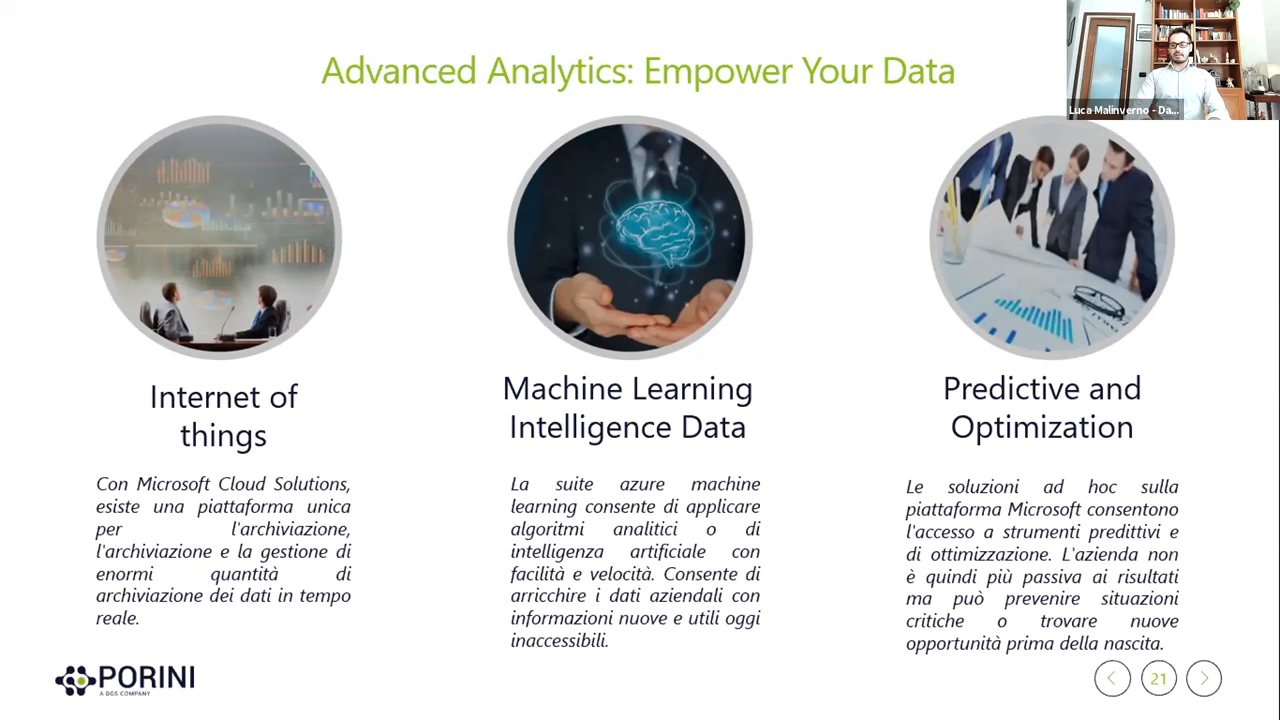 Advanced Analytics: Empower Your Data
Luca Malinverno - Da...
Internet of
things
Con Microsoft Cloud Solutions,
esiste una piattaforma unica
per l'archiviazione,
l'archiviazione e la gestione di
enormi quantità di
archiviazione dei dati in tempo
reale.
Machine Learning
Intelligence Data
La suite azure machine
learning consente di applicare
algoritmi analitici o di
intelligenza artificiale con
facilità e velocità. Consente di
arricchire i dati aziendali con
informazioni nuove e utili oggi
inaccessibili.
Predictive and
Optimization
Le soluzioni ad hoc sulla
piattaforma Microsoft consentono
l'accesso a strumenti predittivi e
di ottimizzazione. L'azienda non
è quindi più passiva ai risultati
ma può prevenire situazioni
critiche o trovare nuove
opportunità prima della nascita.
PORINI
A DGS COMPANY
21